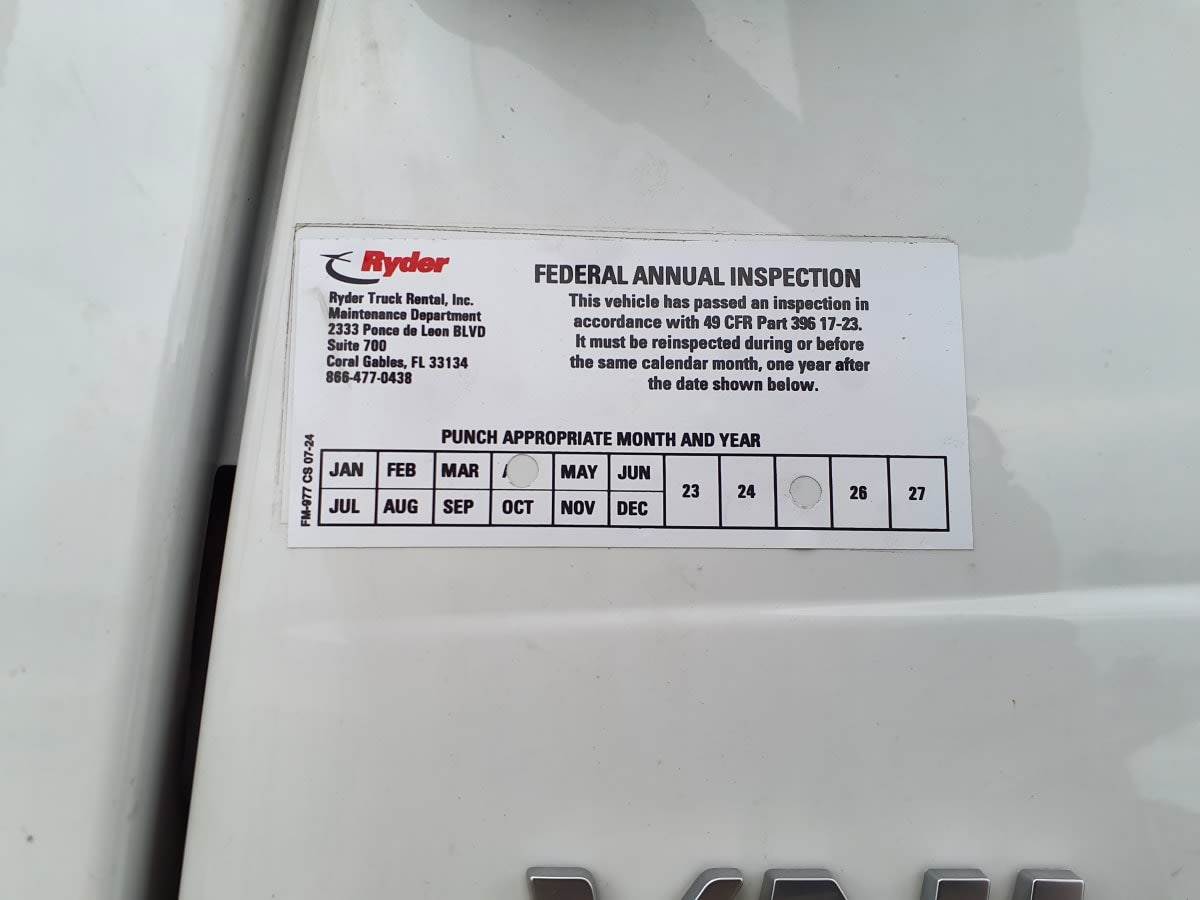 Ryder
Ryder Truck Rental, Inc.
Maintenance Department
2333 Ponce de Leon BLVD
Suite 700
Coral Gables, FL 33134
866-477-0438
FEDERAL ANNUAL INSPECTION
This vehicle has passed an inspection in
accordance with 49 CFR Part 396 17-23.
It must be reinspected during or before
the same calendar month, one year after
the date shown below.
PUNCH APPROPRIATE MONTH AND YEAR
FM-977 CS 07-24
JAN FEB MAR MAY JUN 23 24 26 27
JUL AUG SEP OCT NOV DEC